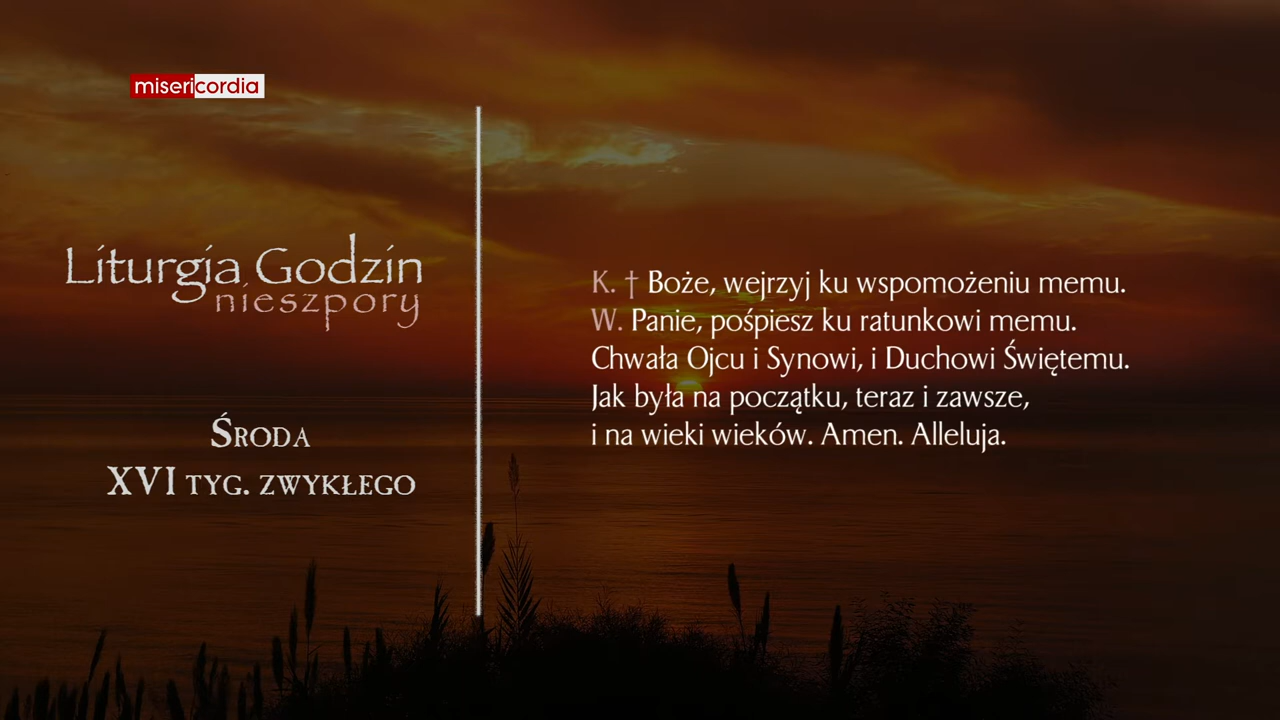 misericordia
Liturgia Godzin
nieszpory
Środa
XVI tyg. zwykłego
K. † Boże, wejrzyj ku wspomożeniu memu.
W. Panie, pośpiesz ku ratunkowi memu.
Chwała Ojcu i Synowi, i Duchowi Świętemu.
Jak była na początku, teraz i zawsze,
i na wieki wieków. Amen. Alleluja.